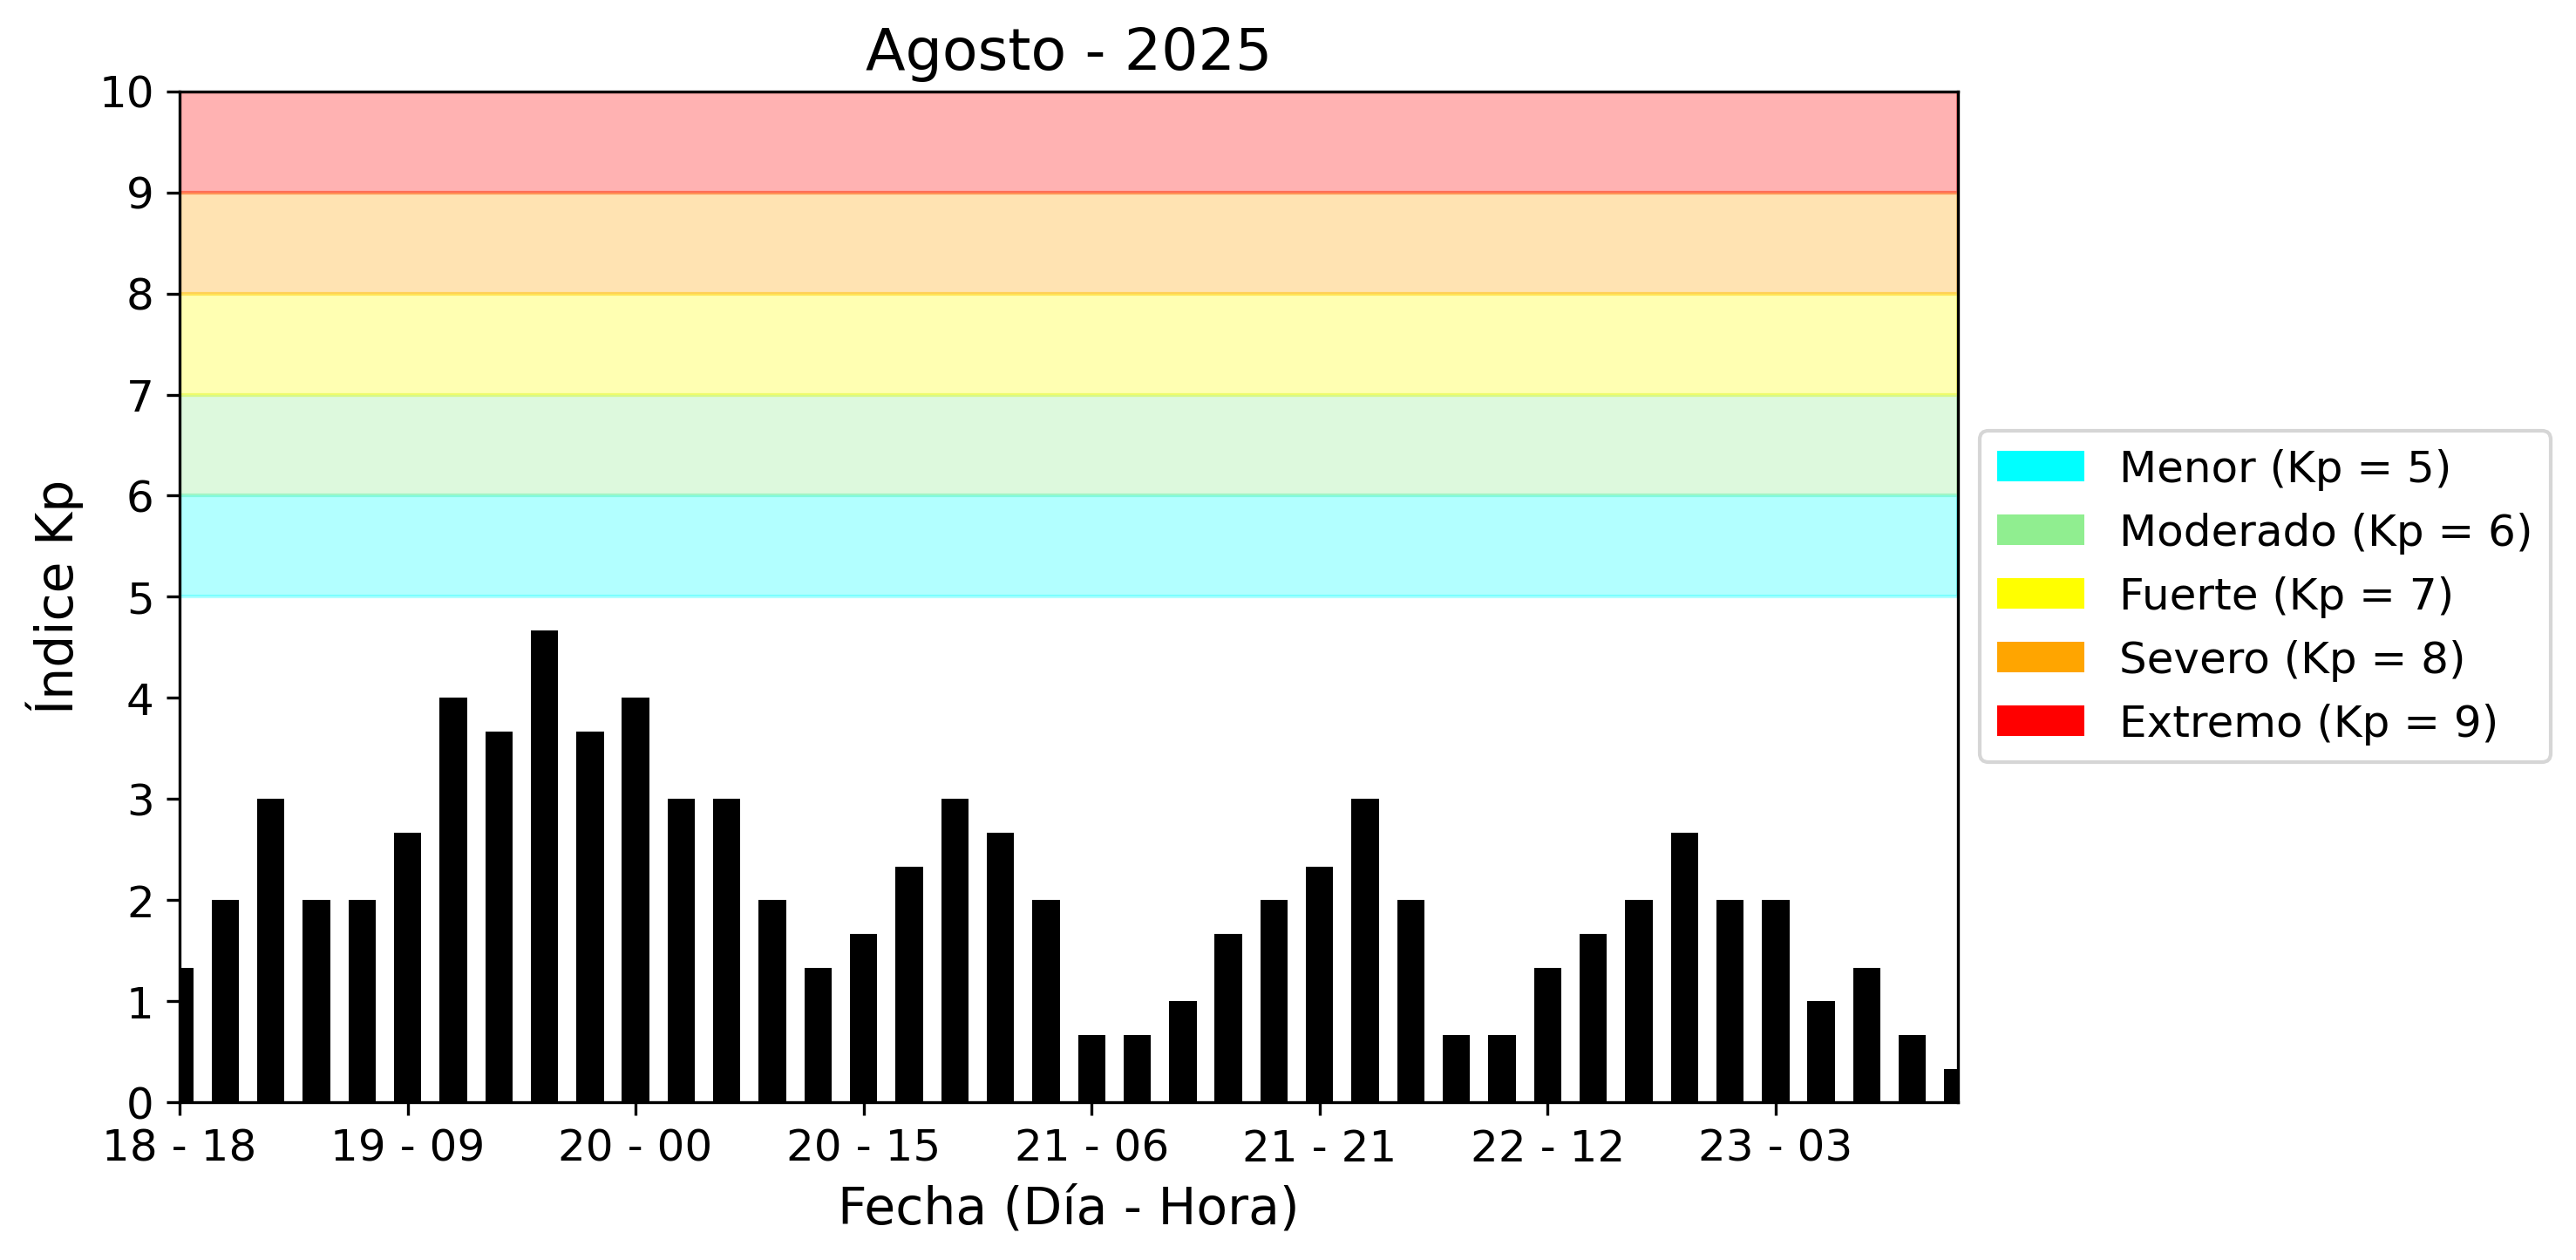 Agosto - 2025
10
9
8
7
6
5
4
3
2
1
0
Índice Kp
18 - 18
19 - 09
20 - 00
20 - 15
21 - 06
21 - 21
22 - 12
23 - 03
Fecha (Día - Hora)
Menor (Kp = 5)
Moderado (Kp = 6)
Fuerte (Kp = 7)
Severo (Kp = 8)
Extremo (Kp = 9)